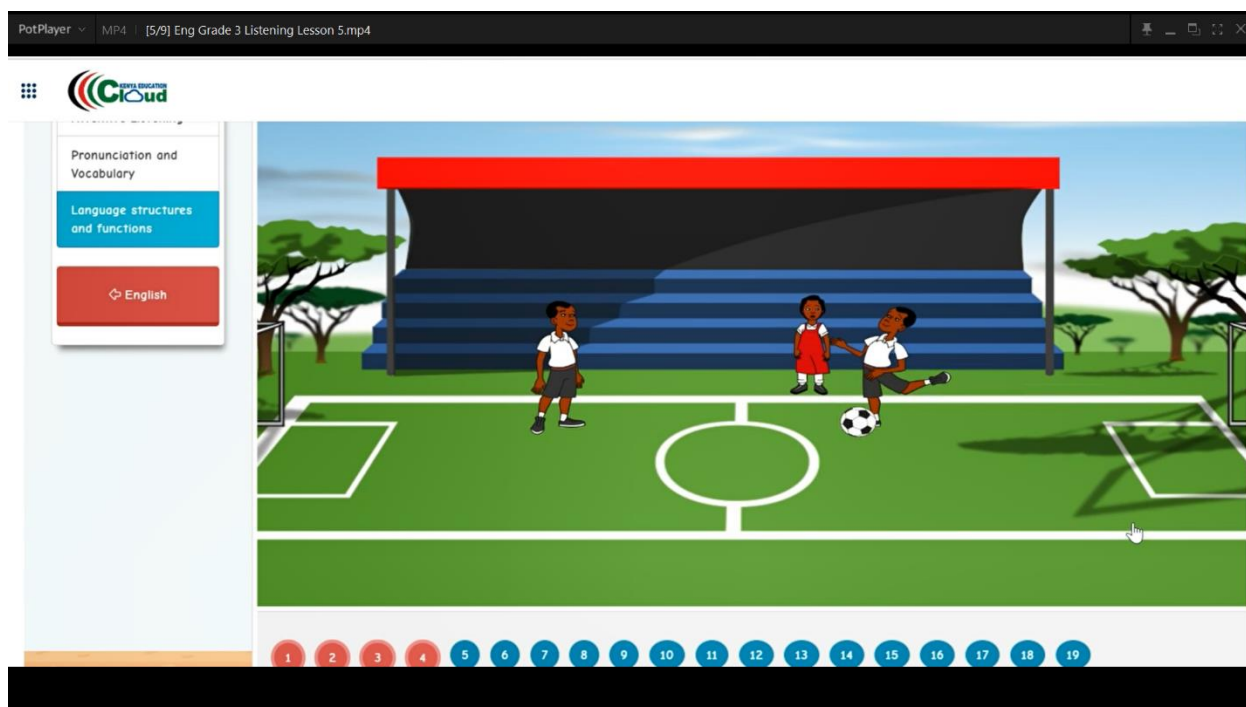 PotPlayer MP4 [5/9] Eng Grade 3 Listening Lesson 5.mp4
KENYA EDUCATION
Cloud
Pronunciation and
Vocabulary
Language structures
and functions
English
1 2 3 4 5 6 7 8 9 10 11 12 13 14 15 16 17 18 19